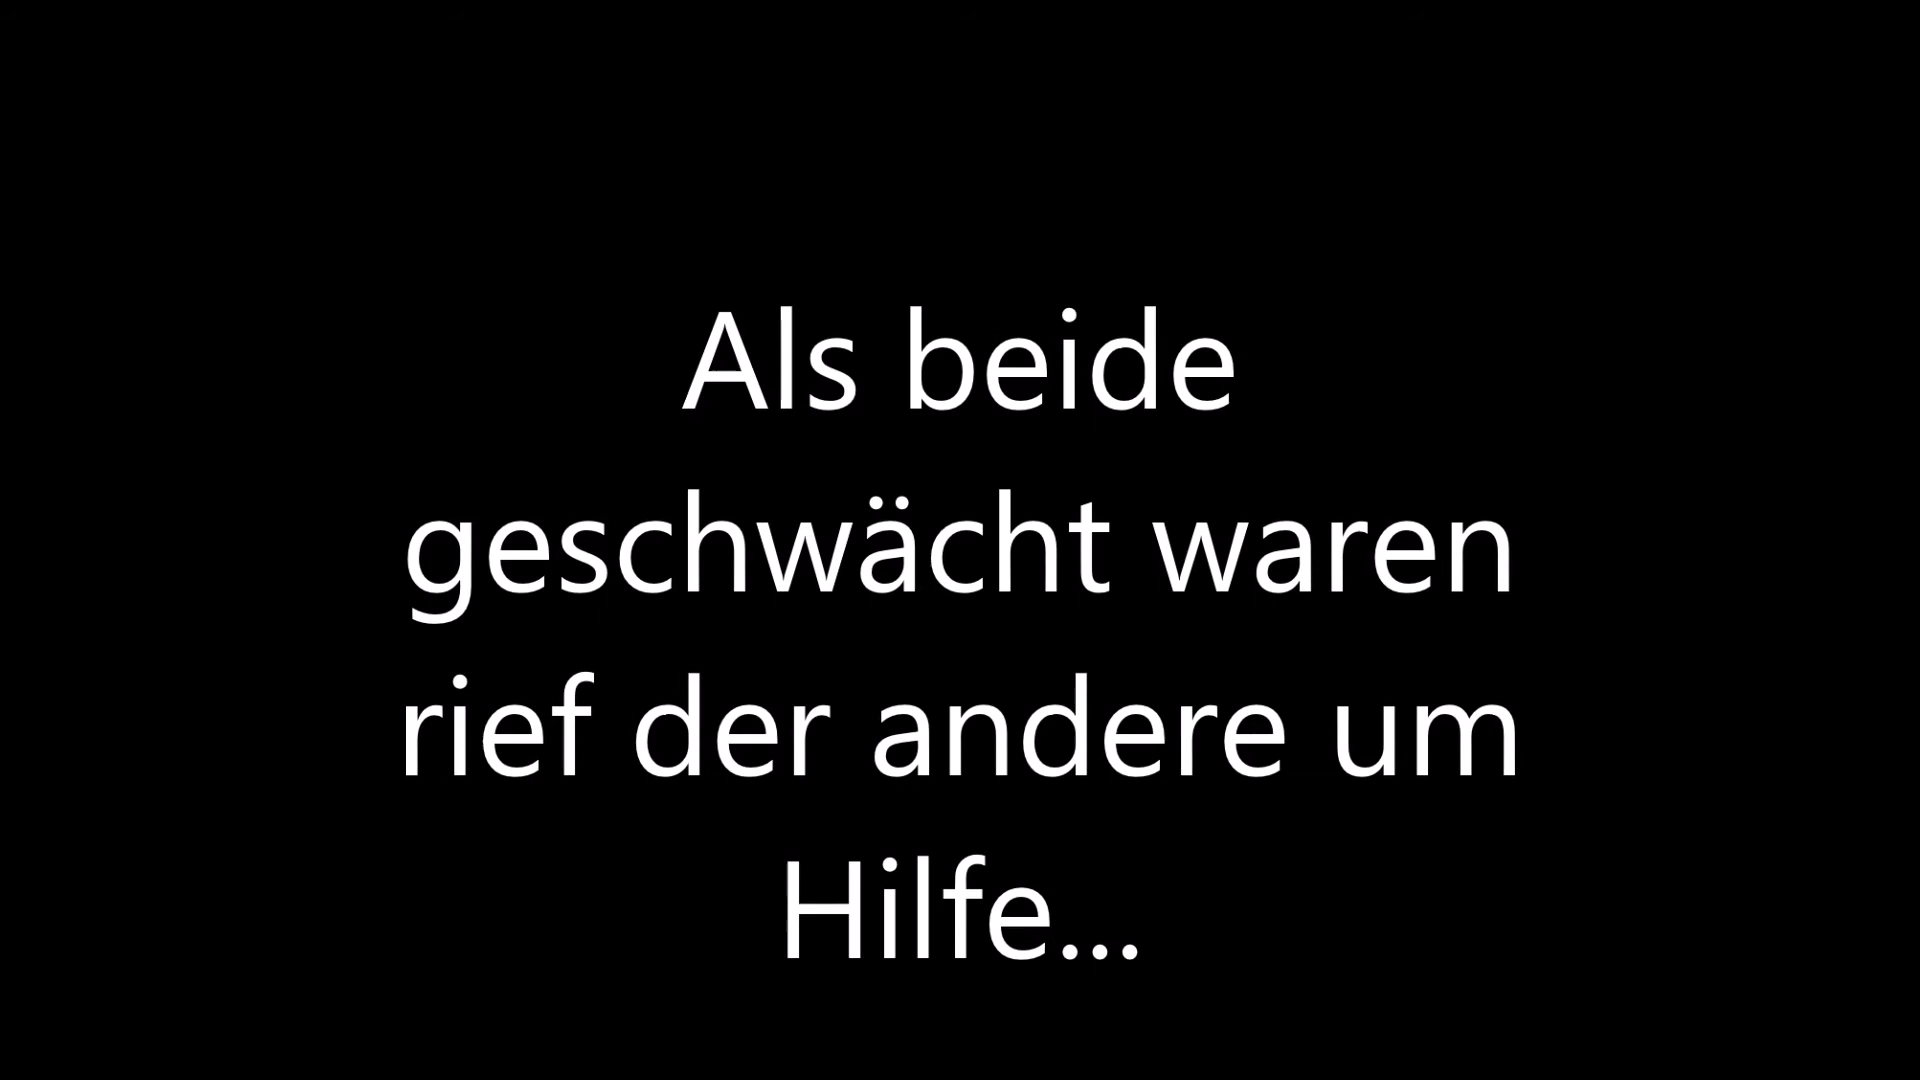 Als beide
geschwächt waren
rief der andere um
Hilfe...